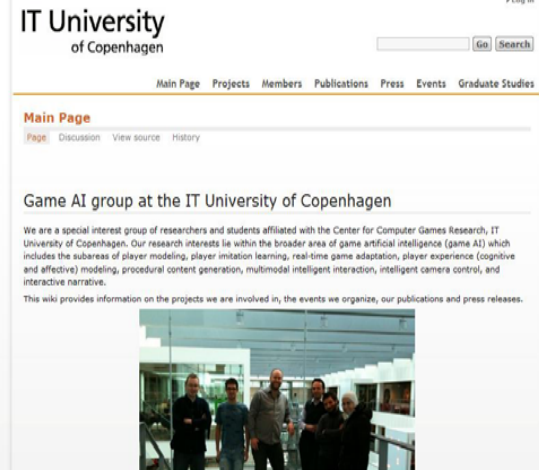 Log in
IT University
of Copenhagen
Go Search
Main Page Projects Members Publications Press Events Graduate Studies
Main Page
Page Discussion View source History
Game AI group at the IT University of Copenhagen
We are a special interest group of researchers and students affiliated with the Center for Computer Games Research, IT
University of Copenhagen. Our research interests lie within the broader area of game artificial intelligence (game AI) which
includes the subareas of player modeling, player imitation learning, real-time game adaptation, player experience (cognitive
and affective) modeling, procedural content generation, multimodal intelligent interaction, intelligent camera control, and
interactive narrative.
This wiki provides information on the projects we are involved in, the events we organize, our publications and press releases.